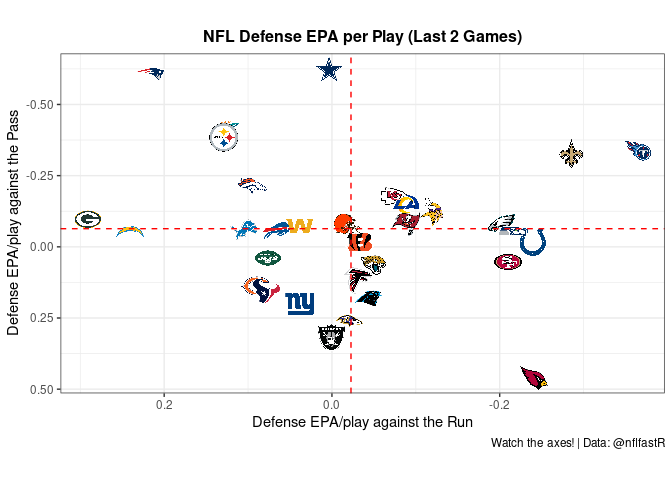 NFL Defense EPA per Play (Last 2 Games)
Defense EPA/play against the Pass
-0.50
-0.25
0.00
0.25
0.50
W
ny
0.2
0.0
-0.2
Defense EPA/play against the Run
Watch the axes! | Data: @nflfastR